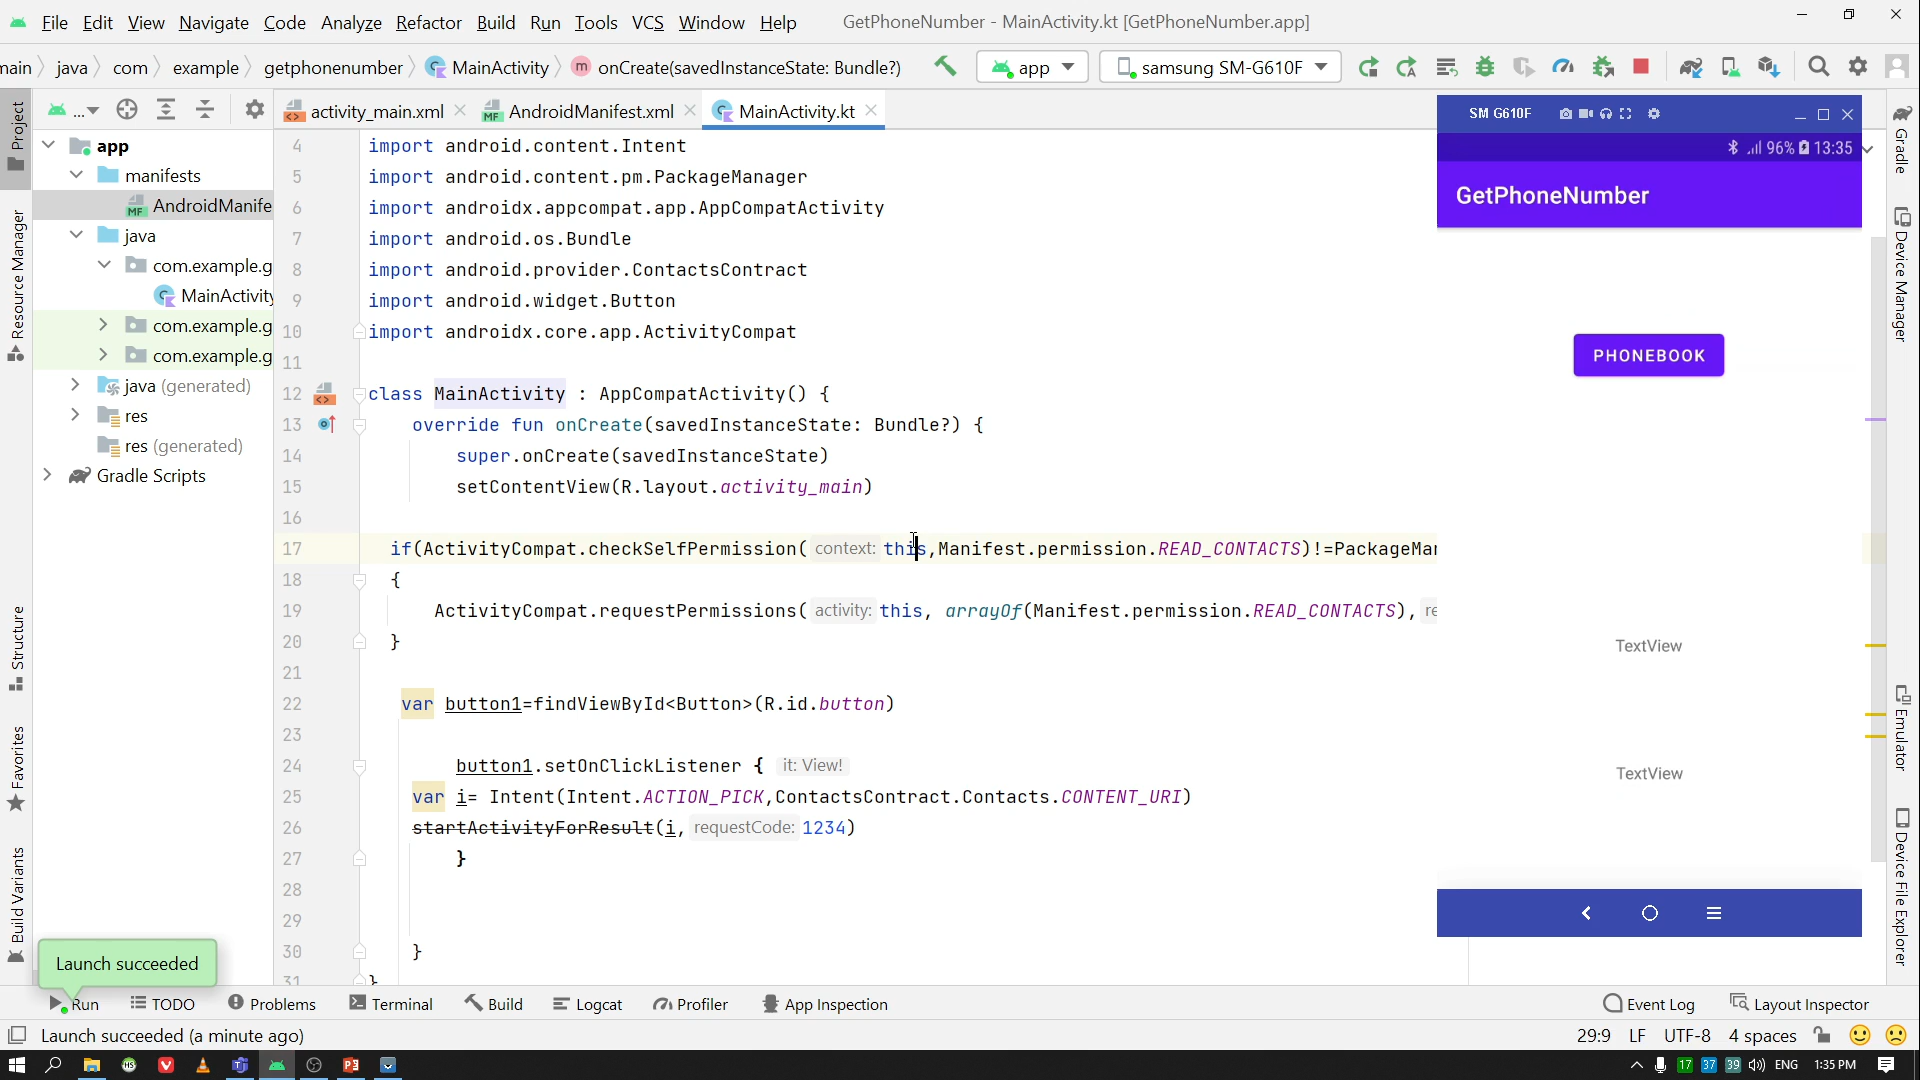 File Edit View Navigate Code Analyze Refactor Build Run Tools VCS Window Help GetPhoneNumber - MainActivity.kt [GetPhoneNumber.app]
main java com example getphonenumber MainActivity onCreate(savedInstanceState: Bundle?) app samsung SM-G610F
... activity_main.xml AndroidManifest.xml MainActivity.kt
Project
Resource Manager
Structure
Favorites
Build Variants
app
manifests
AndroidManife
java
com.example.g
MainActivity
com.example.g
com.example.g
java (generated)
res
res (generated)
Gradle Scripts
4 import android.content.Intent
5 import android.content.pm.PackageManager
6 import androidx.appcompat.app.AppCompatActivity
7 import android.os.Bundle
8 import android.provider.ContactsContract
9 import android.widget.Button
10 import androidx.core.app.ActivityCompat
11
12 class MainActivity : AppCompatActivity() {
13 override fun onCreate(savedInstanceState: Bundle?) {
14 super.onCreate(savedInstanceState)
15 setContentView(R.layout.activity_main)
16
17 if(ActivityCompat.checkSelfPermission( context: this,Manifest.permission.READ_CONTACTS)!=PackageMan
18 {
19 ActivityCompat.requestPermissions( activity: this, arrayOf(Manifest.permission.READ_CONTACTS), re
20 }
21
22 var button1=findViewById<Button>(R.id.button)
23
24 button1.setOnClickListener { it: View!
25 var i= Intent(Intent.ACTION_PICK,ContactsContract.Contacts.CONTENT_URI)
26 startActivityForResult(i, requestCode: 1234)
27 }
28
29
30 }
31 }
SM G610F
96% 13:35
GetPhoneNumber
PHONEBOOK
TextView
TextView
Gradle
Device Manager
Emulator
Device File Explorer
Launch succeeded
Run TODO Problems Terminal Build Logcat Profiler App Inspection Event Log Layout Inspector
Launch succeeded (a minute ago) 29:9 LF UTF-8 4 spaces
17 37 39 ENG 1:35 PM